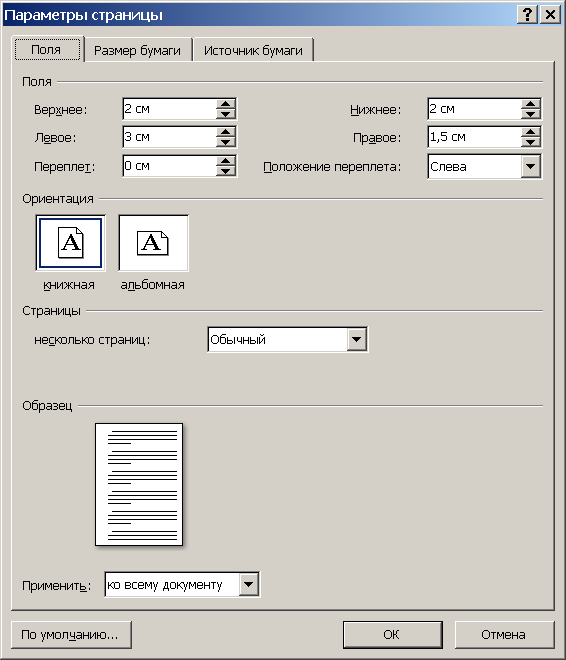 Параметры страницы
Поля Размер бумаги Источник бумаги
Поля
Верхнее: 2 см Нижнее: 2 см
Левое: 3 см Правое: 1,5 см
Переплет: 0 см Положение переплета: Слева
Ориентация
A A
книжная альбомная
Страницы
несколько страниц: Обычный
Образец
Применить: ко всему документу
По умолчанию... ОК Отмена